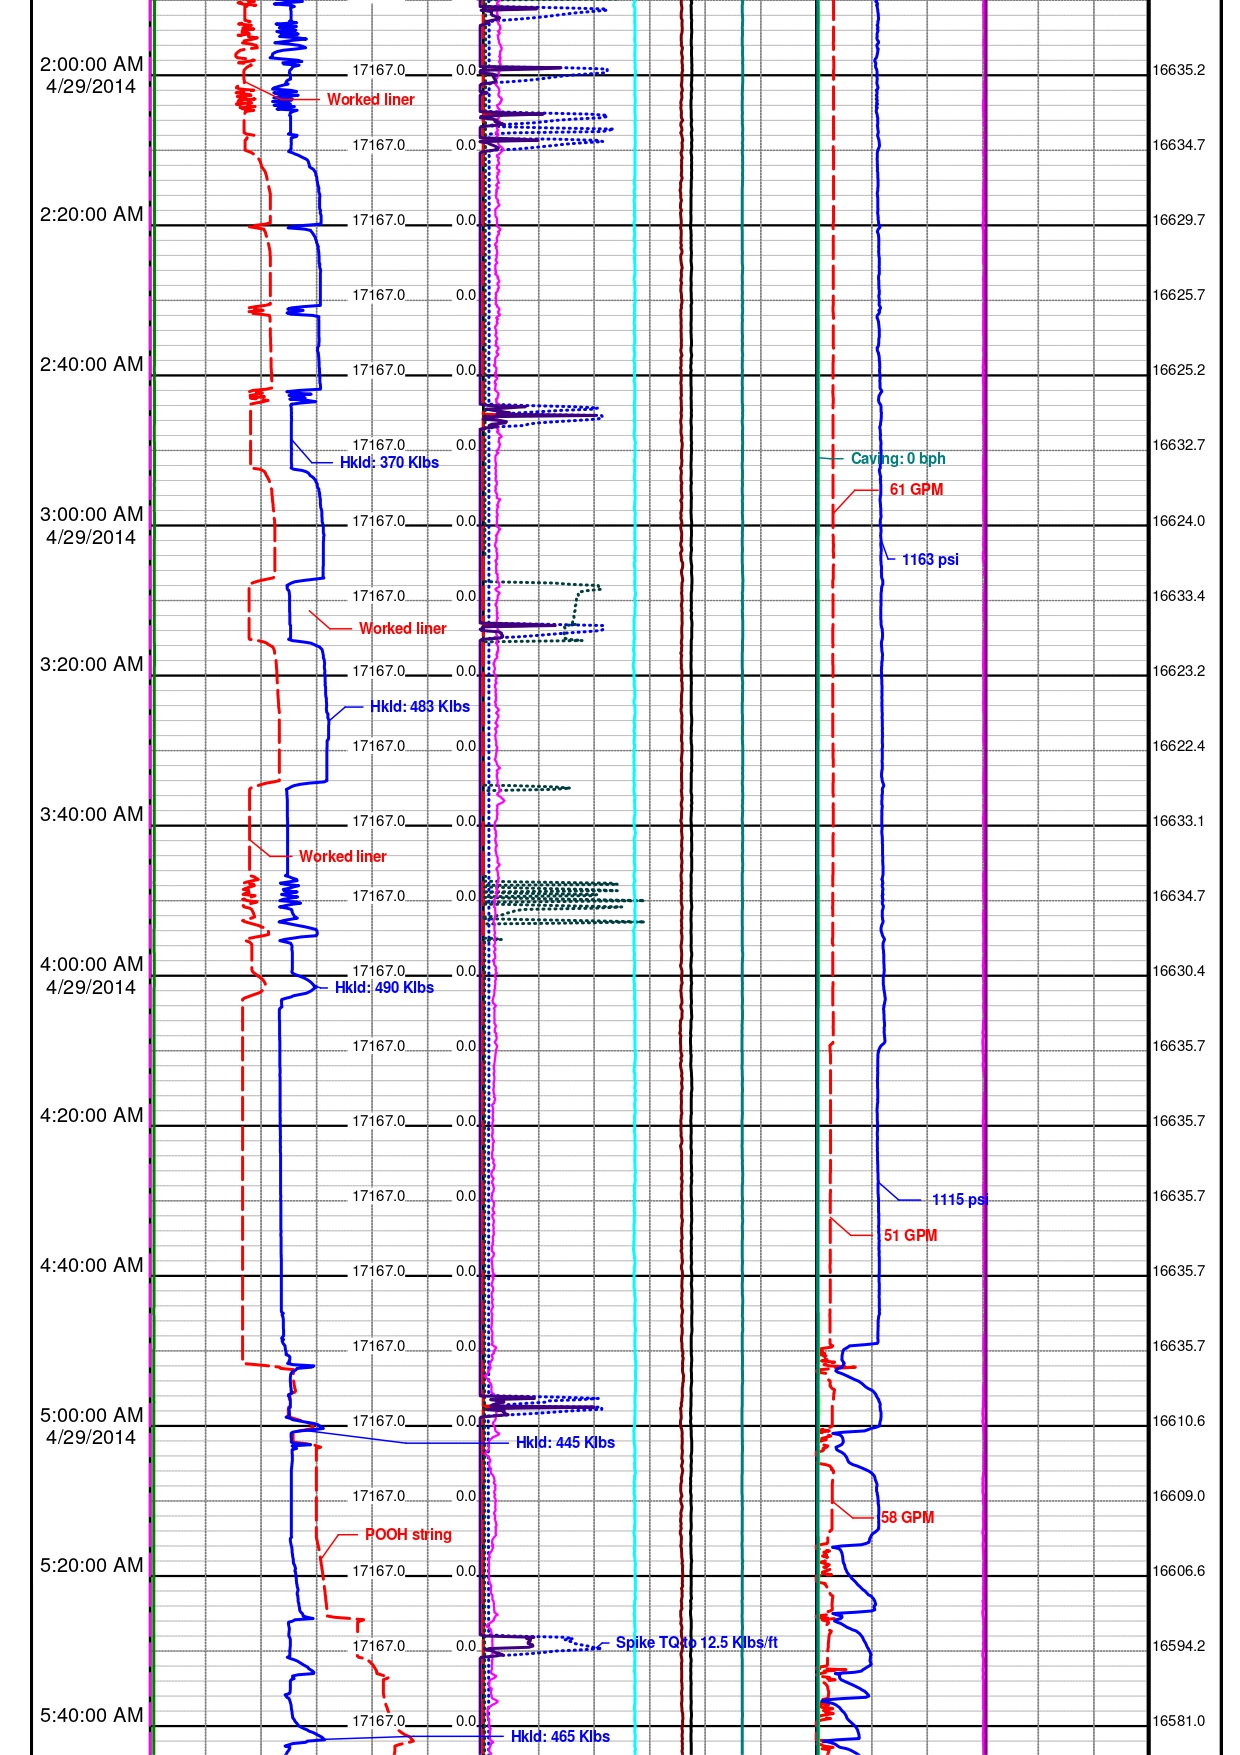 2:00:00 AM 17167.0 0.0 16635.2
4/29/2014
Worked liner
17167.0 0.0 16634.7
2:20:00 AM 17167.0 0.0 16629.7
17167.0 0.0 16625.7
2:40:00 AM 17167.0 0.0 16625.2
17167.0 0.0 16632.7
Hkld: 370 Klbs Caving: 0 bph
61 GPM
3:00:00 AM 17167.0 0.0 16624.0
4/29/2014
1163 psi
17167.0 0.0 16633.4
Worked liner
3:20:00 AM 17167.0 0.0 16623.2
Hkld: 483 Klbs
17167.0 0.0 16622.4
3:40:00 AM 17167.0 0.0 16633.1
Worked liner
17167.0 0.0 16634.7
4:00:00 AM 17167.0 0.0 16630.4
4/29/2014 Hkld: 490 Klbs
17167.0 0.0 16635.7
4:20:00 AM 17167.0 0.0 16635.7
17167.0 0.0 16635.7
1115 psi
51 GPM
4:40:00 AM 17167.0 0.0 16635.7
17167.0 0.0 16635.7
5:00:00 AM 17167.0 0.0 16610.6
4/29/2014 Hkld: 445 Klbs
17167.0 0.0 16609.0
58 GPM
POOH string
5:20:00 AM 17167.0 0.0 16606.6
17167.0 0.0 Spike TQ to 12.5 Klbs/ft 16594.2
5:40:00 AM 17167.0 0.0 16581.0
Hkld: 465 Klbs